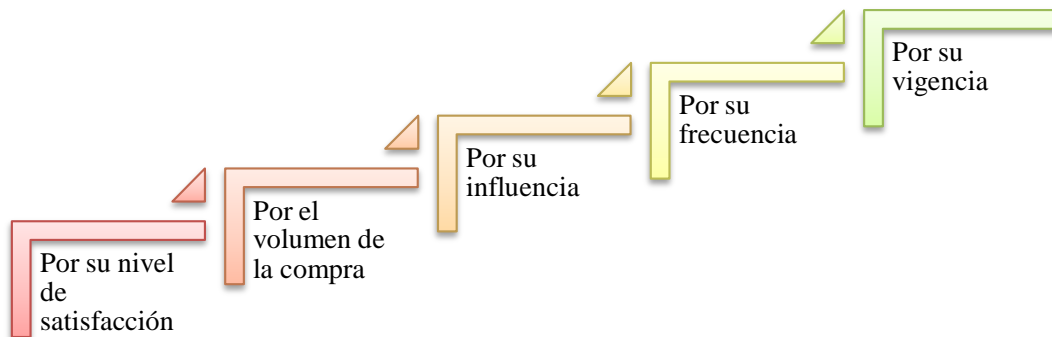 Por su nivel
de
satisfacción
Por el
volumen de
la compra
Por su
influencia
Por su
frecuencia
Por su
vigencia